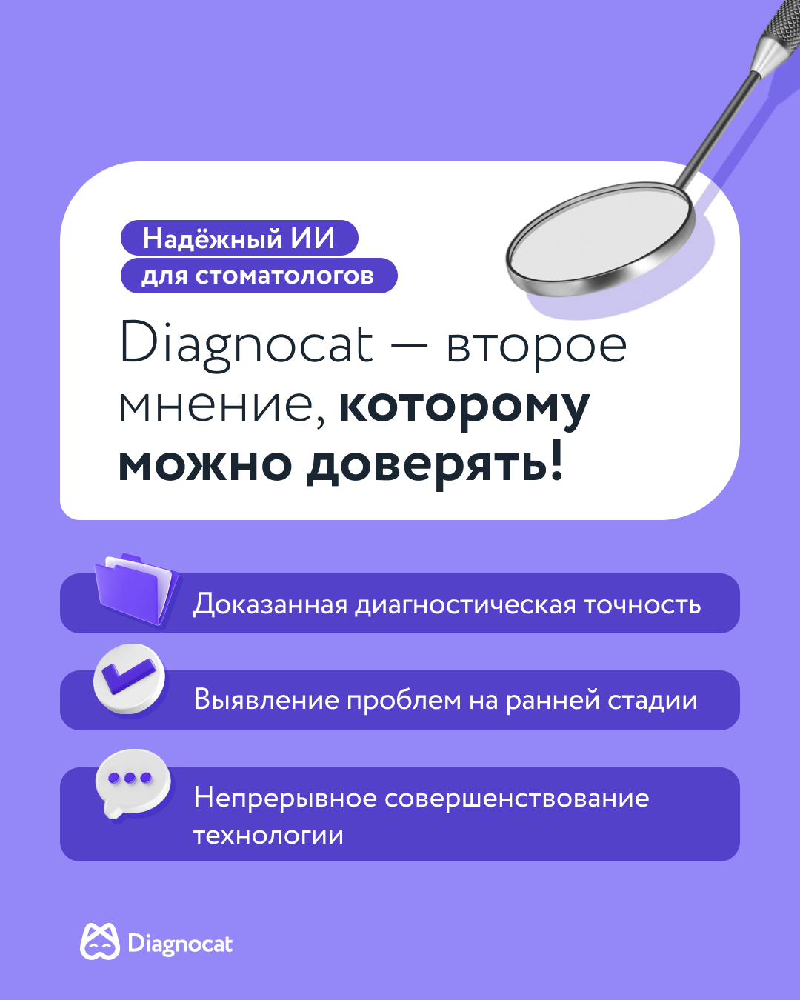 Надёжный ИИ
для стоматологов
Diagnocat — второе
мнение, которому
можно доверять!
Доказанная диагностическая точность
Выявление проблем на ранней стадии
Непрерывное совершенствование
технологии
Diagnocat